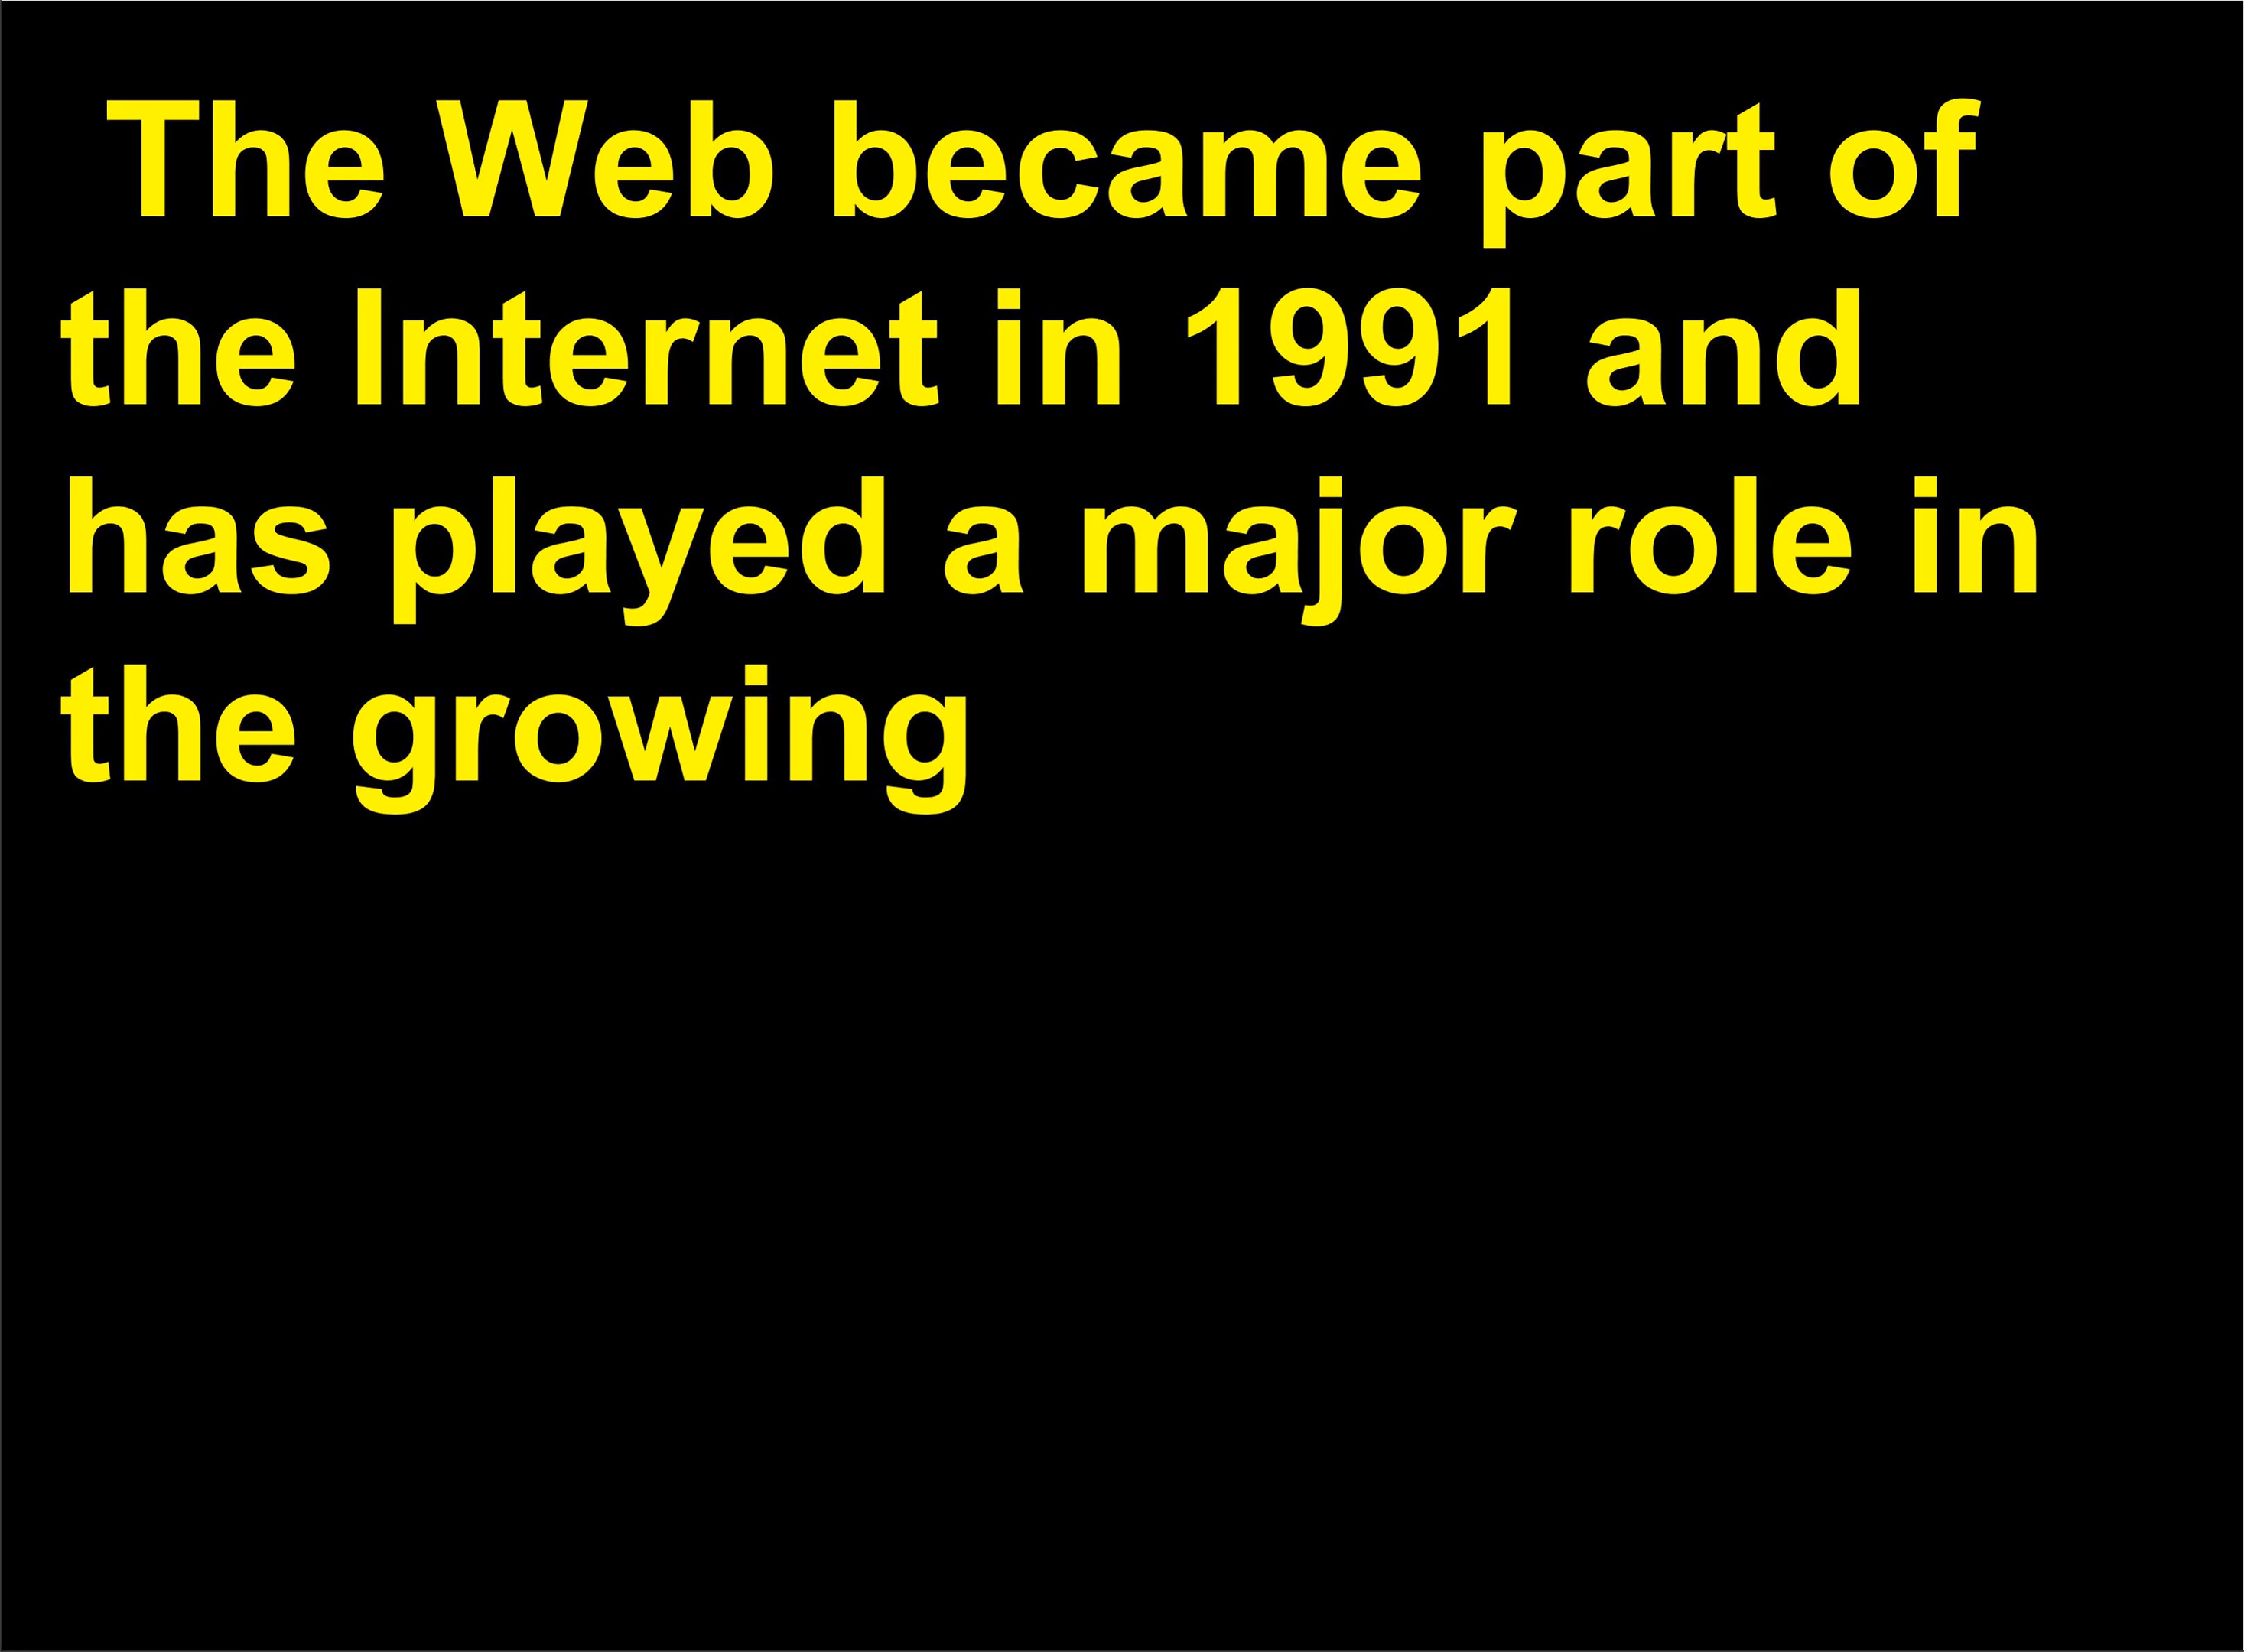 The Web became part of
the Internet in 1991 and
has played a major role in
the growing